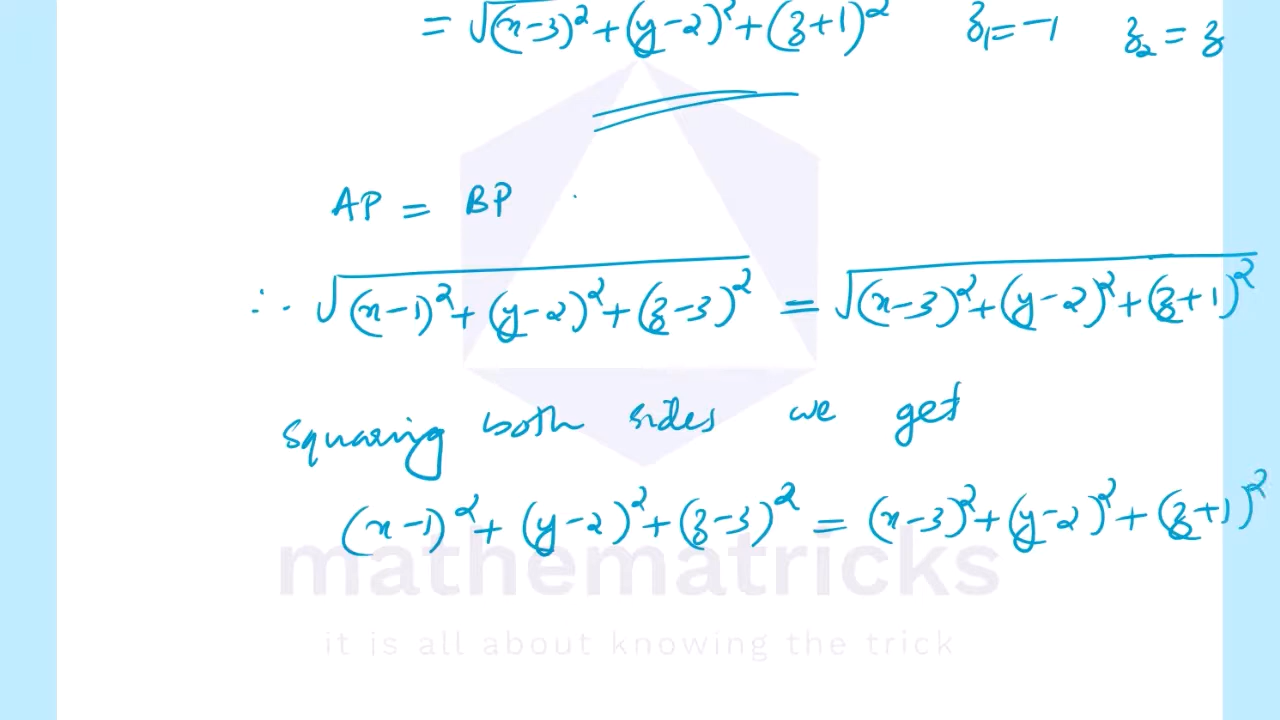 = √(x-3)² + (y-2)² + (z+1)² z₁ = -1 z₂ = z
AP = BP
∴ √(x-1)² + (y-2)² + (z-3)² = √(x-3)² + (y-2)² + (z+1)²
squaring both sides we get
(x-1)² + (y-2)² + (z-3)² = (x-3)² + (y-2)² + (z+1)²
mathematricks
it is all about knowing the trick